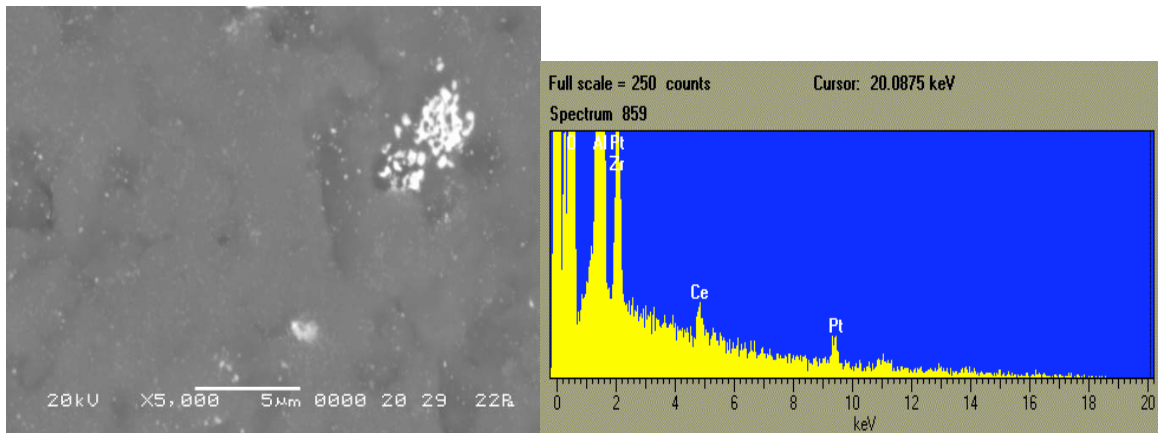 20kV X5,000 5µm 0000 20 29 22
Full scale = 250 counts Cursor: 20.0875 keV
Spectrum 859
O Al Pt
Zr
Ce
Pt
0 2 4 6 8 10 12 14 16 18 20
keV